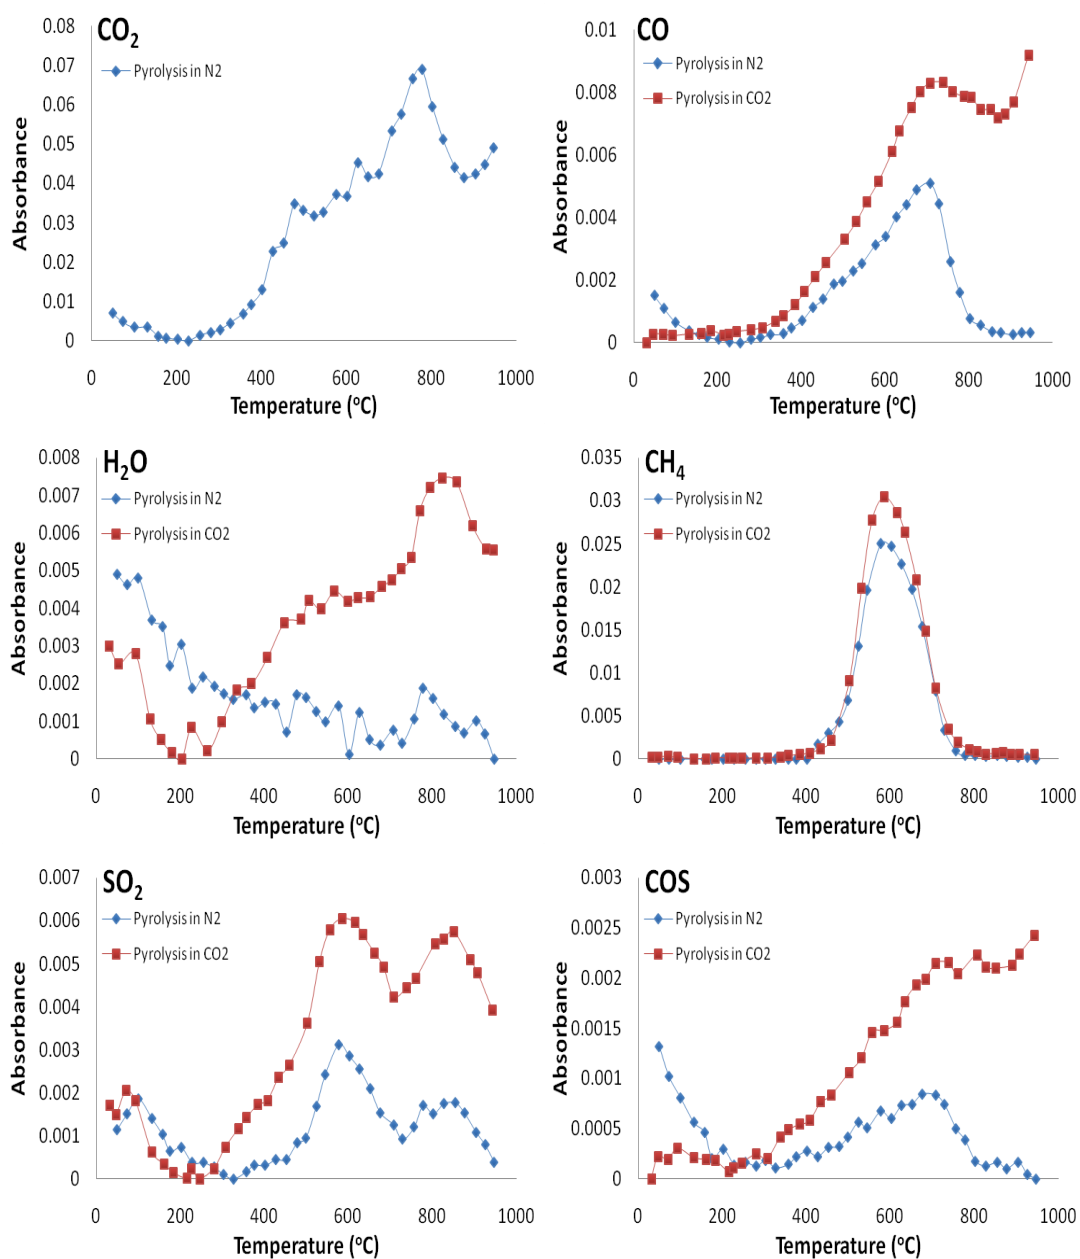 CO2
Pyrolysis in N2
Absorbance
0.08
0.07
0.06
0.05
0.04
0.03
0.02
0.01
0
0 200 400 600 800 1000
Temperature (oC)
CO
Pyrolysis in N2
Pyrolysis in CO2
Absorbance
0.01
0.008
0.006
0.004
0.002
0
0 200 400 600 800 1000
Temperature (oC)
H2O
Pyrolysis in N2
Pyrolysis in CO2
Absorbance
0.008
0.007
0.006
0.005
0.004
0.003
0.002
0.001
0
0 200 400 600 800 1000
Temperature (oC)
CH4
Pyrolysis in N2
Pyrolysis in CO2
Absorbance
0.035
0.03
0.025
0.02
0.015
0.01
0.005
0
0 200 400 600 800 1000
Temperature (oC)
SO2
Pyrolysis in N2
Pyrolysis in CO2
Absorbance
0.007
0.006
0.005
0.004
0.003
0.002
0.001
0
0 200 400 600 800 1000
Temperature (oC)
COS
Pyrolysis in N2
Pyrolysis in CO2
Absorbance
0.003
0.0025
0.002
0.0015
0.001
0.0005
0
0 200 400 600 800 1000
Temperature (oC)